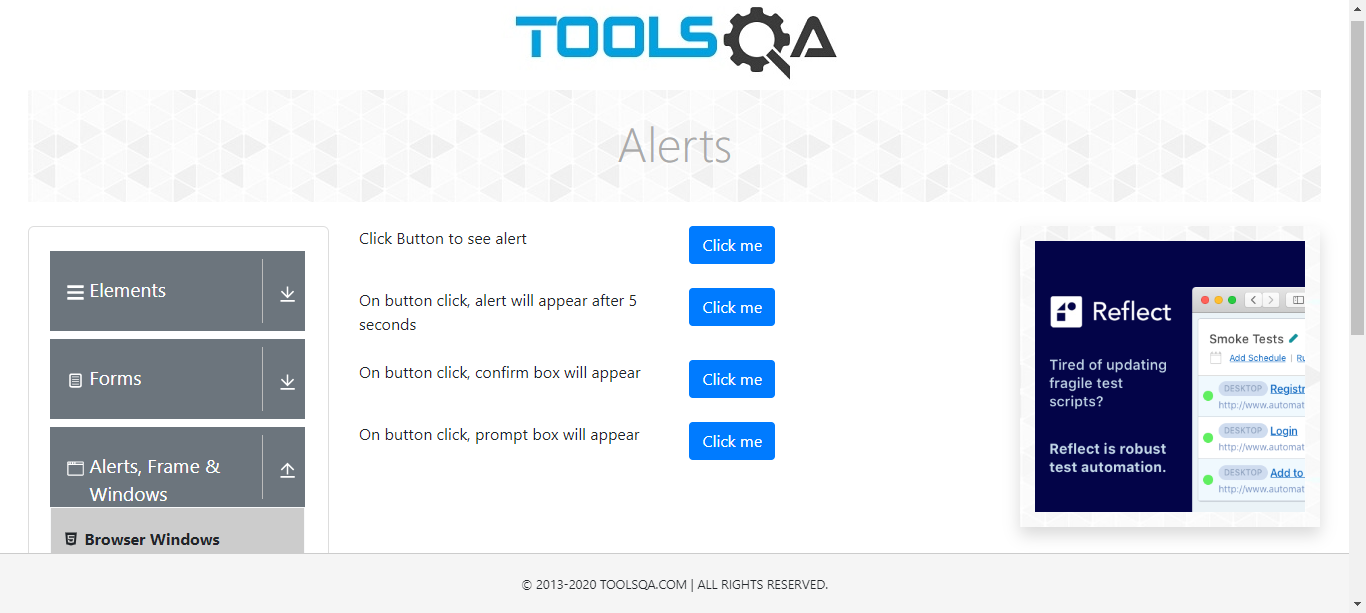 TOOLSQA
Alerts
Elements
Forms
Alerts, Frame &
Windows
Browser Windows
Click Button to see alert
Click me
On button click, alert will appear after 5
seconds
Click me
On button click, confirm box will appear
Click me
On button click, prompt box will appear
Click me
Reflect
Tired of updating
fragile test
scripts?
Reflect is robust
test automation.
Smoke Tests
Add Schedule | Ru
DESKTOP Registr
http://www.automat
DESKTOP Login
http://www.automat
DESKTOP Add to
http://www.automat
© 2013-2020 TOOLSQA.COM | ALL RIGHTS RESERVED.